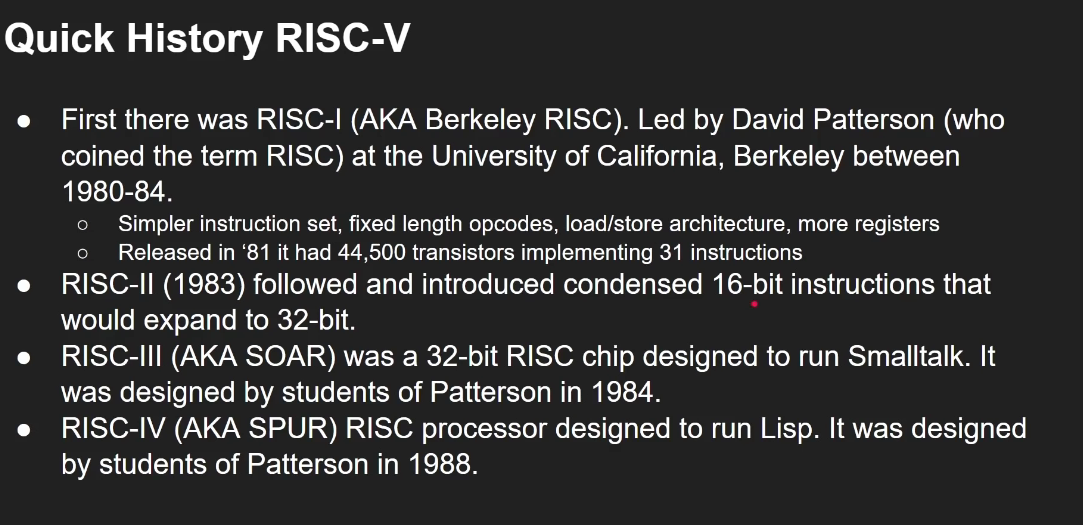 Quick History RISC-V
● First there was RISC-I (AKA Berkeley RISC). Led by David Patterson (who
coined the term RISC) at the University of California, Berkeley between
1980-84.
○ Simpler instruction set, fixed length opcodes, load/store architecture, more registers
○ Released in ‘81 it had 44,500 transistors implementing 31 instructions
● RISC-II (1983) followed and introduced condensed 16-bit instructions that
would expand to 32-bit.
● RISC-III (AKA SOAR) was a 32-bit RISC chip designed to run Smalltalk. It
was designed by students of Patterson in 1984.
● RISC-IV (AKA SPUR) RISC processor designed to run Lisp. It was designed
by students of Patterson in 1988.